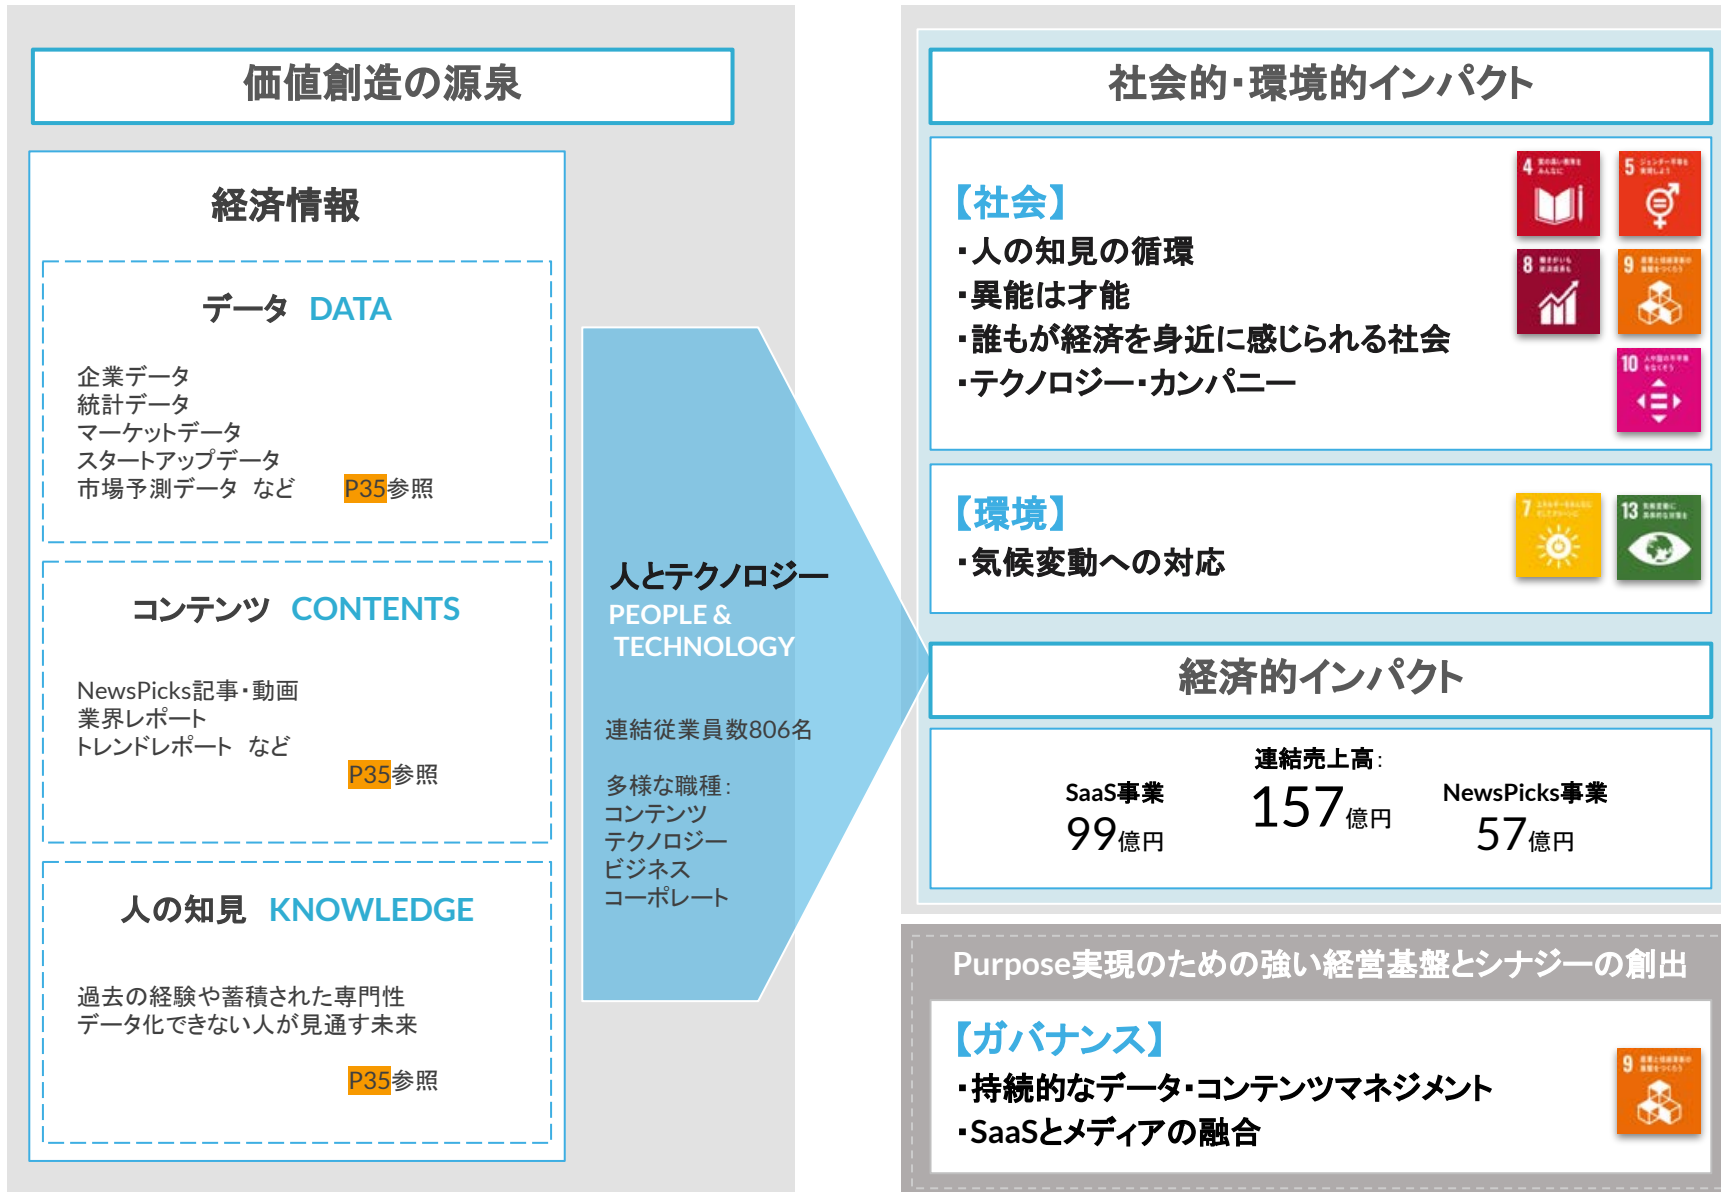 価値創造の源泉
経済情報
データ DATA
企業データ
統計データ
マーケットデータ
スタートアップデータ
市場予測データ など P35参照
コンテンツ CONTENTS
NewsPicks記事・動画
業界レポート
トレンドレポート など
P35参照
人の知見 KNOWLEDGE
過去の経験や蓄積された専門性
データ化できない人が見通す未来
P35参照
人とテクノロジー
PEOPLE &
TECHNOLOGY
連結従業員数806名
多様な職種：
コンテンツ
テクノロジー
ビジネス
コーポレート
社会的・環境的インパクト
【社会】
・人の知見の循環
・異能は才能
・誰もが経済を身近に感じられる社会
・テクノロジー・カンパニー
4
5
8
9
10
【環境】
・気候変動への対応
7
13
経済的インパクト
連結売上高：
157億円
SaaS事業
99億円
NewsPicks事業
57億円
Purpose実現のための強い経営基盤とシナジーの創出
【ガバナンス】
・持続的なデータ・コンテンツマネジメント
・SaaSとメディアの融合
9